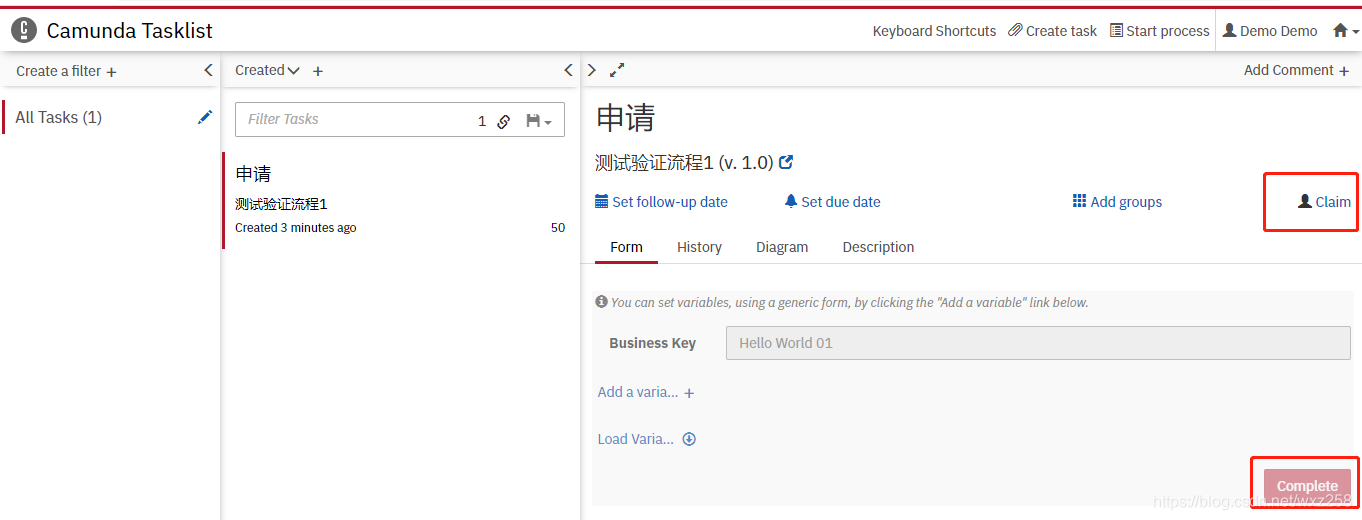 Camunda Tasklist
Keyboard Shortcuts Create task Start process Demo Demo
Create a filter +
Created +
Add Comment +
All Tasks (1)
Filter Tasks 1
申请
测试验证流程1
Created 3 minutes ago 50
申请
测试验证流程1 (v. 1.0)
Set follow-up date Set due date Add groups Claim
Form History Diagram Description
You can set variables, using a generic form, by clicking the "Add a variable" link below.
Business Key Hello World 01
Add a varia... +
Load Varia...
Complete
https://blog.csdn.net/wxz258